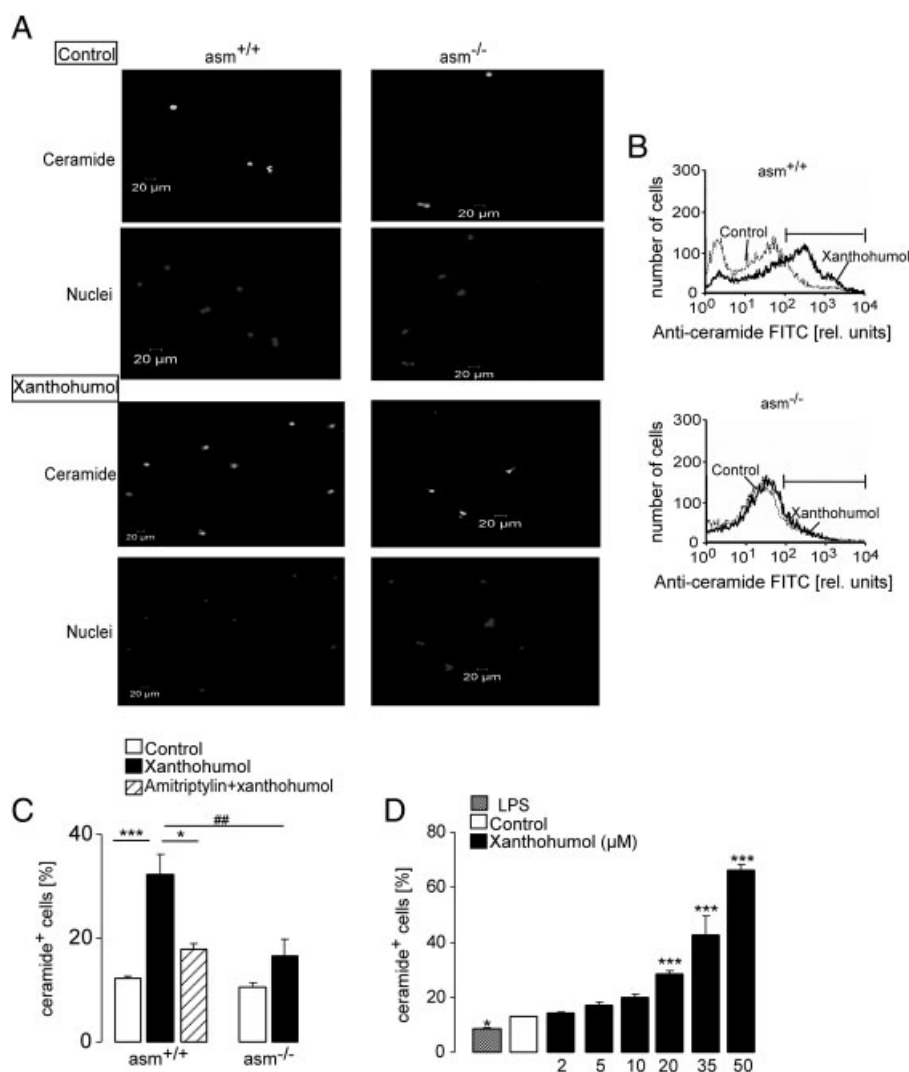 A
Control
asm+/+
asm-/-
Ceramide
20 µm
20 µm
Nuclei
20 µm
20 µm
Xanthohumol
Ceramide
20 µm
20 µm
Nuclei
20 µm
20 µm
B
asm+/+
number of cells
300
200
100
0
Control
Xanthohumol
10^0 10^1 10^2 10^3 10^4
Anti-ceramide FITC [rel. units]
asm-/-
number of cells
300
200
100
0
Control
Xanthohumol
10^0 10^1 10^2 10^3 10^4
Anti-ceramide FITC [rel. units]
Control
Xanthohumol
Amitriptylin+xanthohumol
C
ceramide+ cells [%]
40
20
0
***
*
##
asm+/+
asm-/-
D
LPS
Control
Xanthohumol (µM)
ceramide+ cells [%]
80
60
40
20
0
*
***
***
***
2 5 10 20 35 50